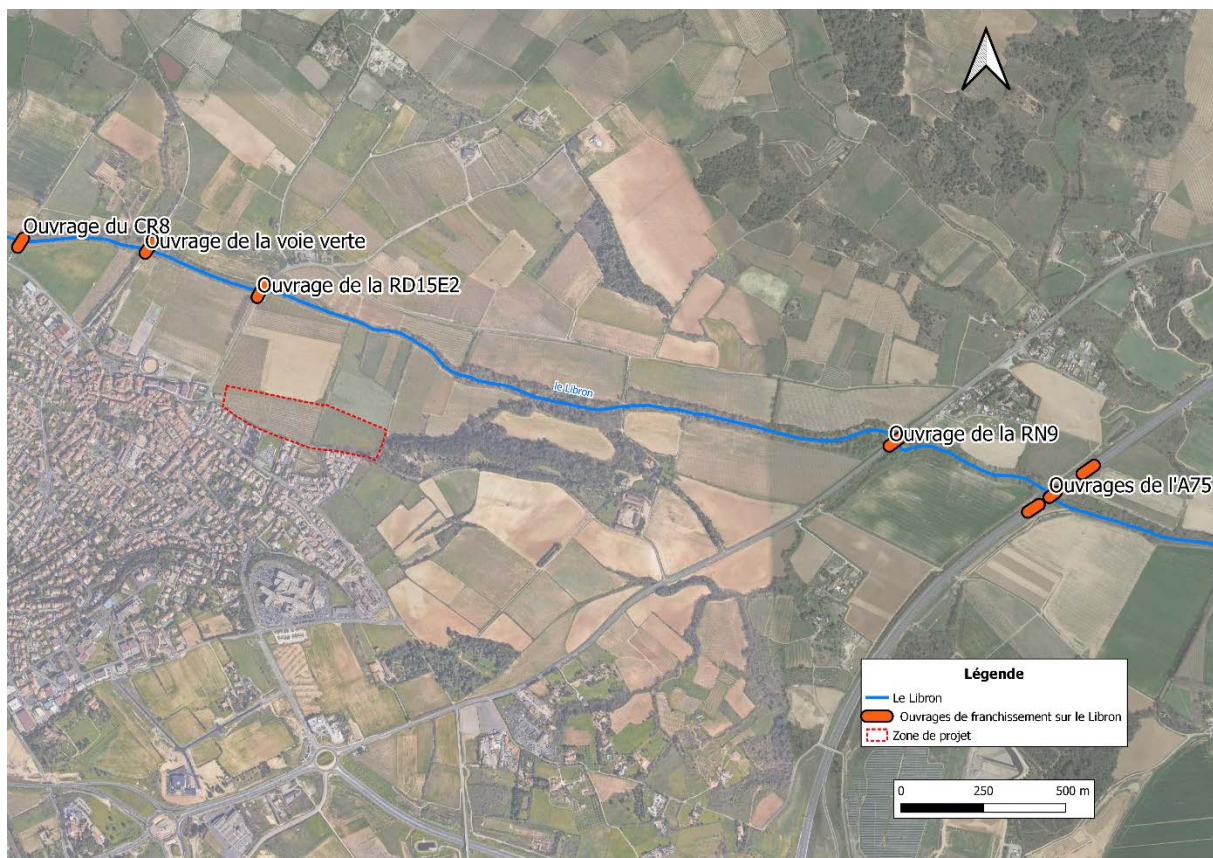 Ouvrage du CR8
Ouvrage de la voie verte
Ouvrage de la RD15E2
le Libron
Ouvrage de la RN9
Ouvrages de l'A75
Légende
Le Libron
Ouvrages de franchissement sur le Libron
Zone de projet
0 250 500 m